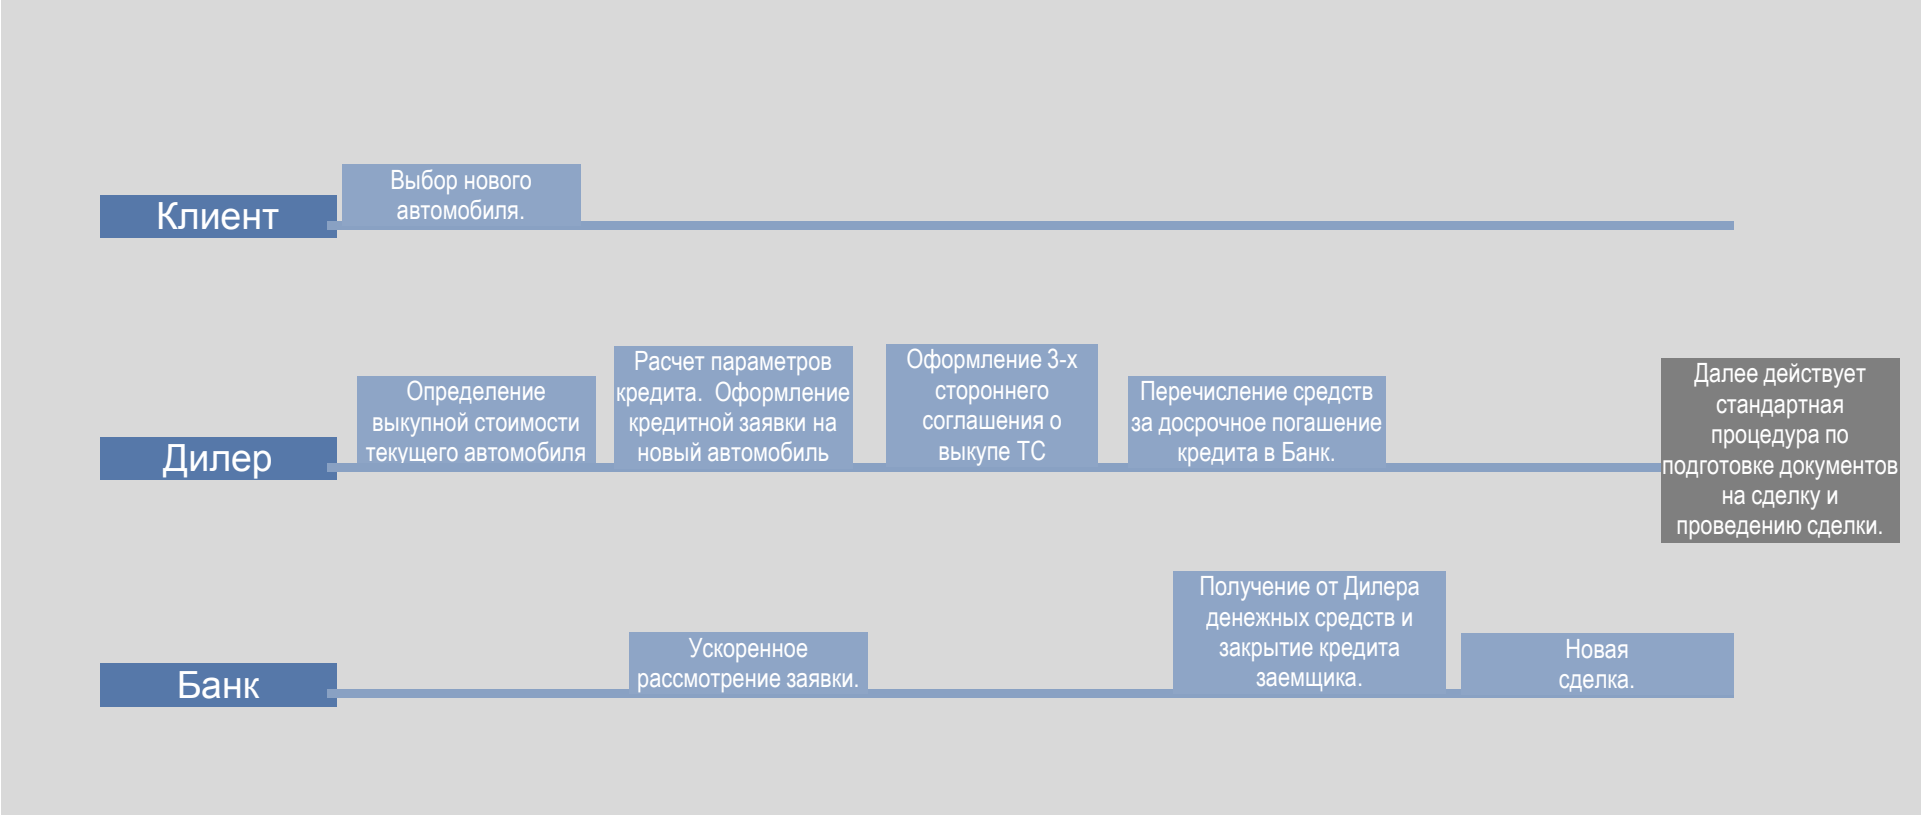 Клиент
Выбор нового
автомобиля.
Дилер
Определение
выкупной стоимости
текущего автомобиля
Расчет параметров
кредита.  Оформление
кредитной заявки на
новый автомобиль
Оформление 3-х
стороннего
соглашения о
выкупе ТС
Перечисление средств
за досрочное погашение
кредита в Банк.
Далее действует
стандартная
процедура по
подготовке документов
на сделку и
проведению сделки.
Банк
Ускоренное
рассмотрение заявки.
Получение от Дилера
денежных средств и
закрытие кредита
заемщика.
Новая
сделка.